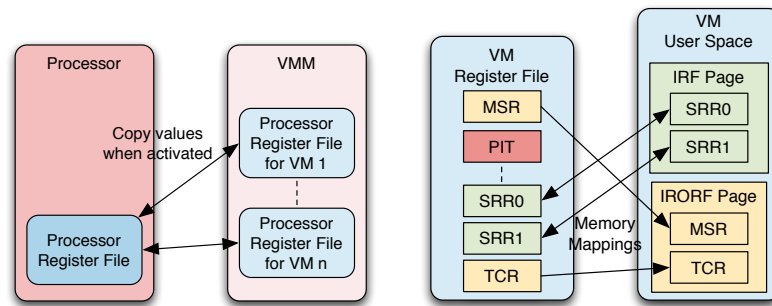 Processor
VMM
Copy values
when activated
Processor
Register File
for VM 1
Processor
Register File
Processor
Register File
for VM n
VM
Register File
MSR
PIT
SRR0
SRR1
TCR
Memory
Mappings
VM
User Space
IRF Page
SRR0
SRR1
IRORF Page
MSR
TCR